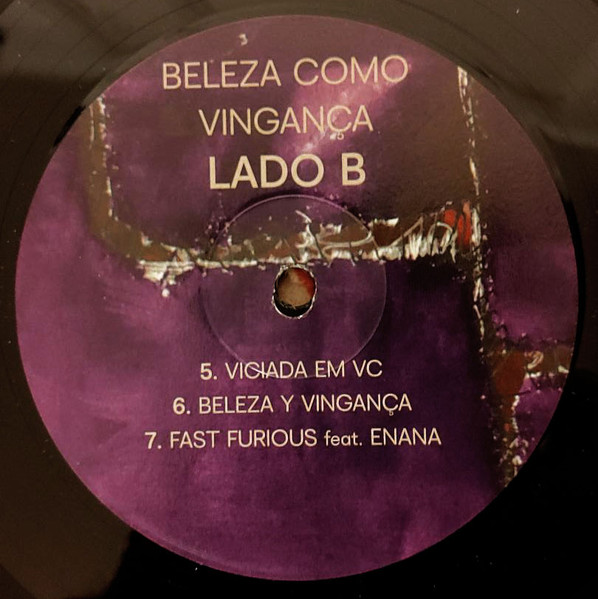 BELEZA COMO
VINGANÇA
LADO B
5. VICIADA EM VC
6. BELEZA Y VINGANÇA
7. FAST FURIOUS feat. ENANA